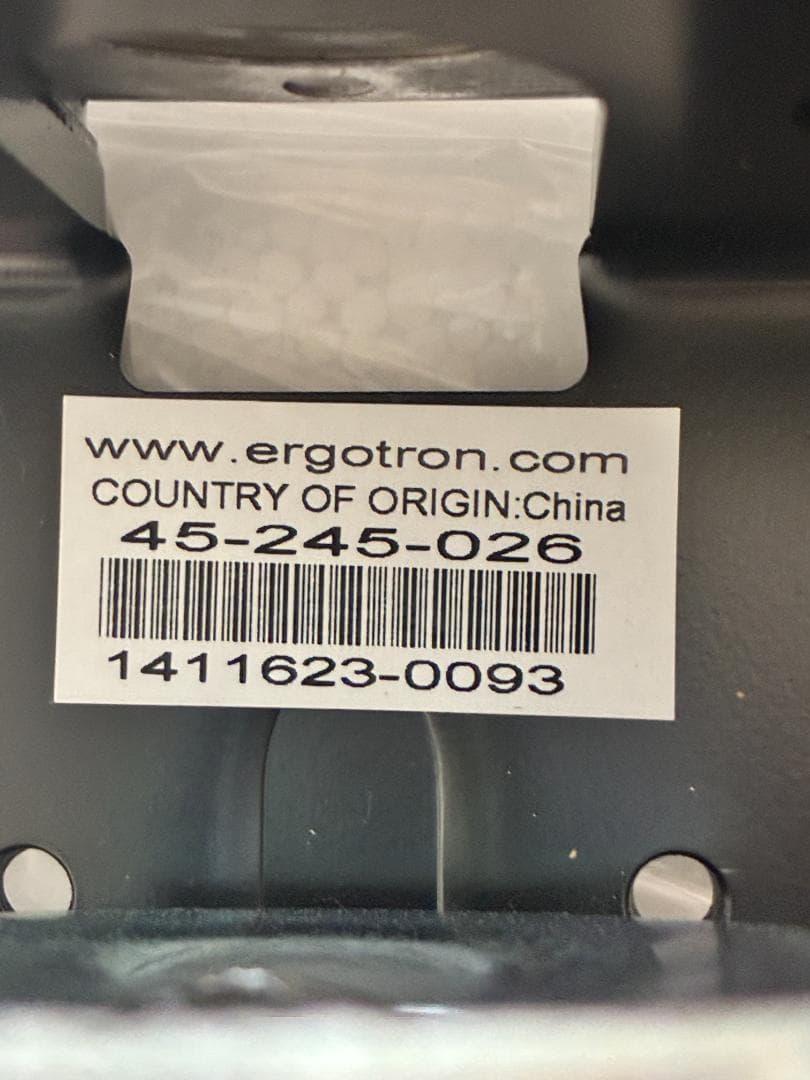 www.ergotron.com
COUNTRY OF ORIGIN:China
45-245-026
1411623-0093